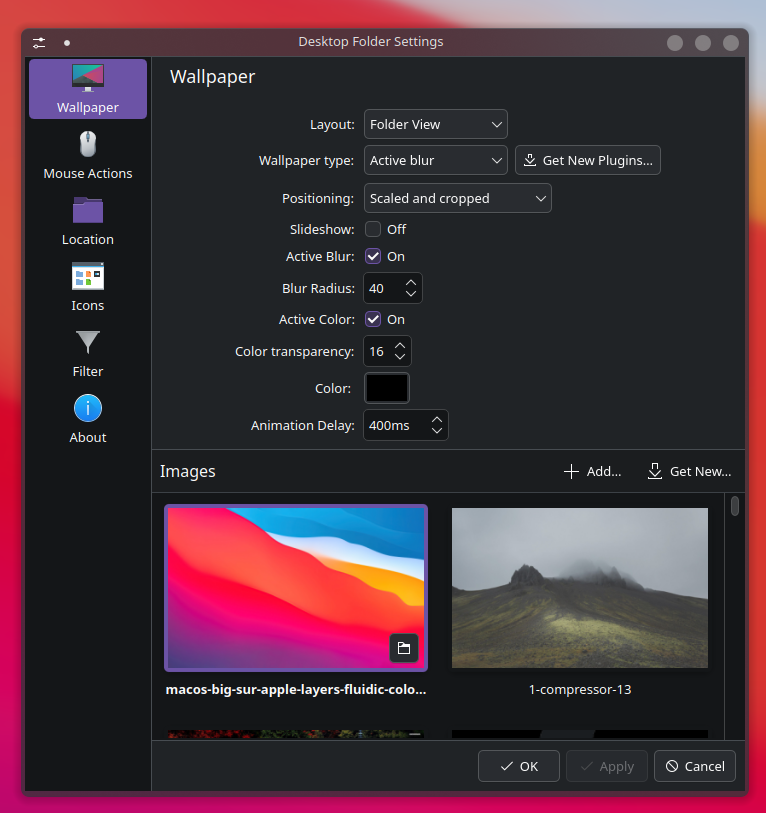 Desktop Folder Settings
Wallpaper
Mouse Actions
Location
Icons
Filter
About
Wallpaper
Layout: Folder View
Wallpaper type: Active blur Get New Plugins...
Positioning: Scaled and cropped
Slideshow: Off
Active Blur: On
Blur Radius: 40
Active Color: On
Color transparency: 16
Color:
Animation Delay: 400ms
Images Add... Get New...
macos-big-sur-apple-layers-fluidic-colo...
1-compressor-13
OK Apply Cancel